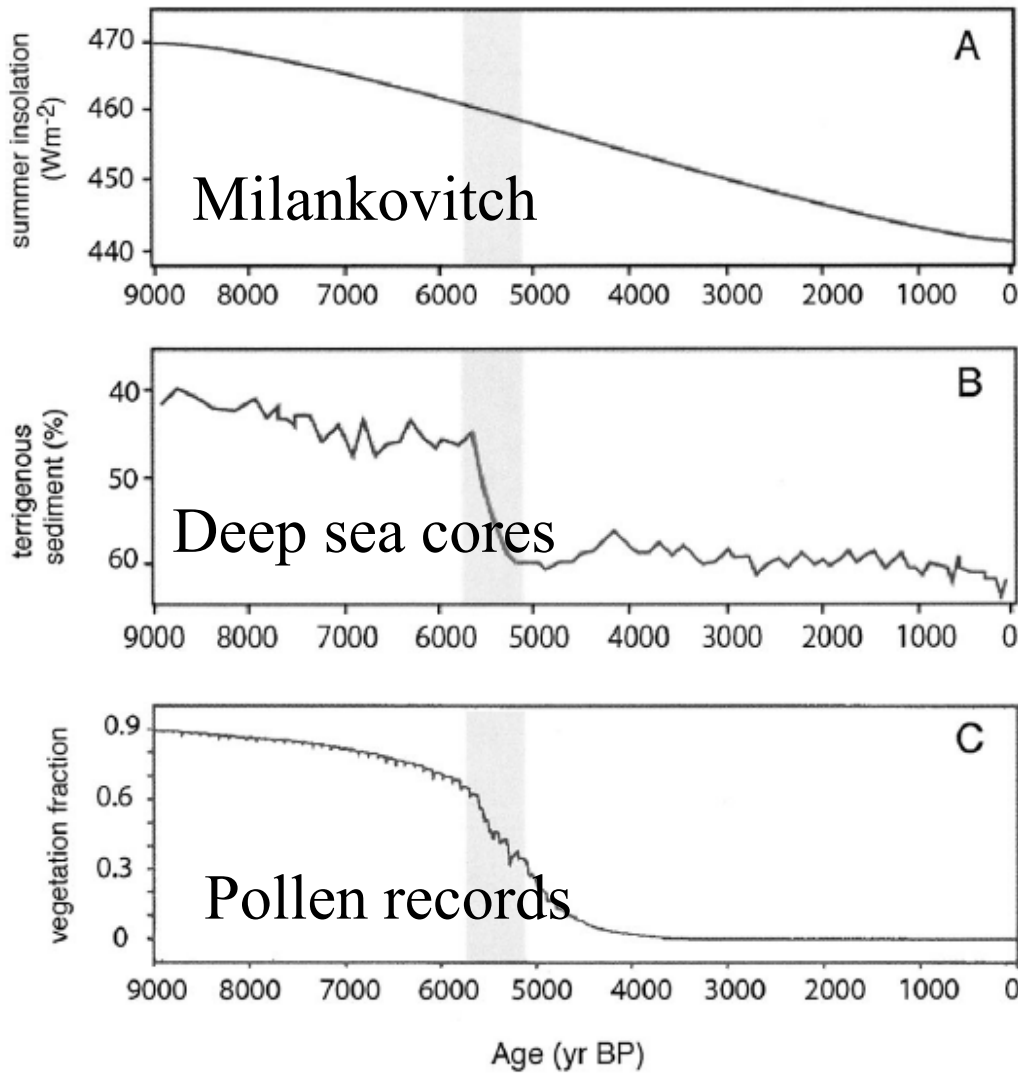 A
summer insolation
(Wm-2)
470
460
450
440
Milankovitch
9000 8000 7000 6000 5000 4000 3000 2000 1000 0
B
terrigenous
sediment (%)
40
50
60
Deep sea cores
9000 8000 7000 6000 5000 4000 3000 2000 1000 0
C
vegetation fraction
0.9
0.6
0.3
0
Pollen records
9000 8000 7000 6000 5000 4000 3000 2000 1000 0
Age (yr BP)